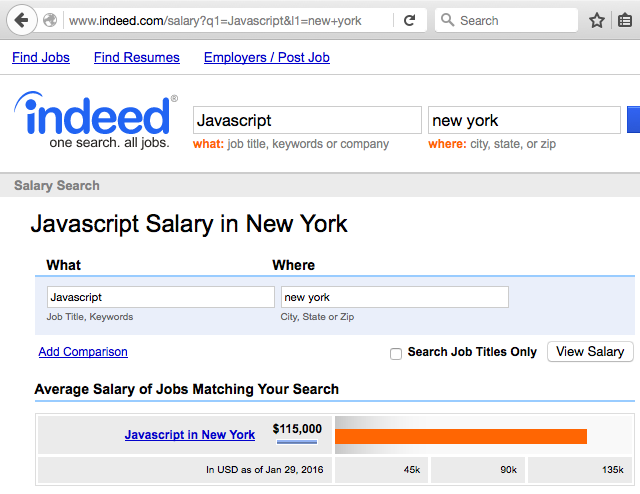 www.indeed.com/salary?q1=Javascript&l1=new+york
Search
Find Jobs Find Resumes Employers / Post Job
indeed®
one search. all jobs.
Javascript new york
what: job title, keywords or company where: city, state, or zip
Salary Search
Javascript Salary in New York
What Where
Javascript new york
Job Title, Keywords City, State or Zip
Add Comparison Search Job Titles Only View Salary
Average Salary of Jobs Matching Your Search
Javascript in New York $115,000
In USD as of Jan 29, 2016 45k 90k 135k